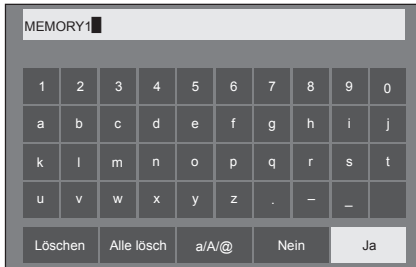 MEMORY1
1 2 3 4 5 6 7 8 9 0
a b c d e f g h i j
k l m n o p q r s t
u v w x y z . – _
Löschen Alle lösch a/A/@ Nein Ja